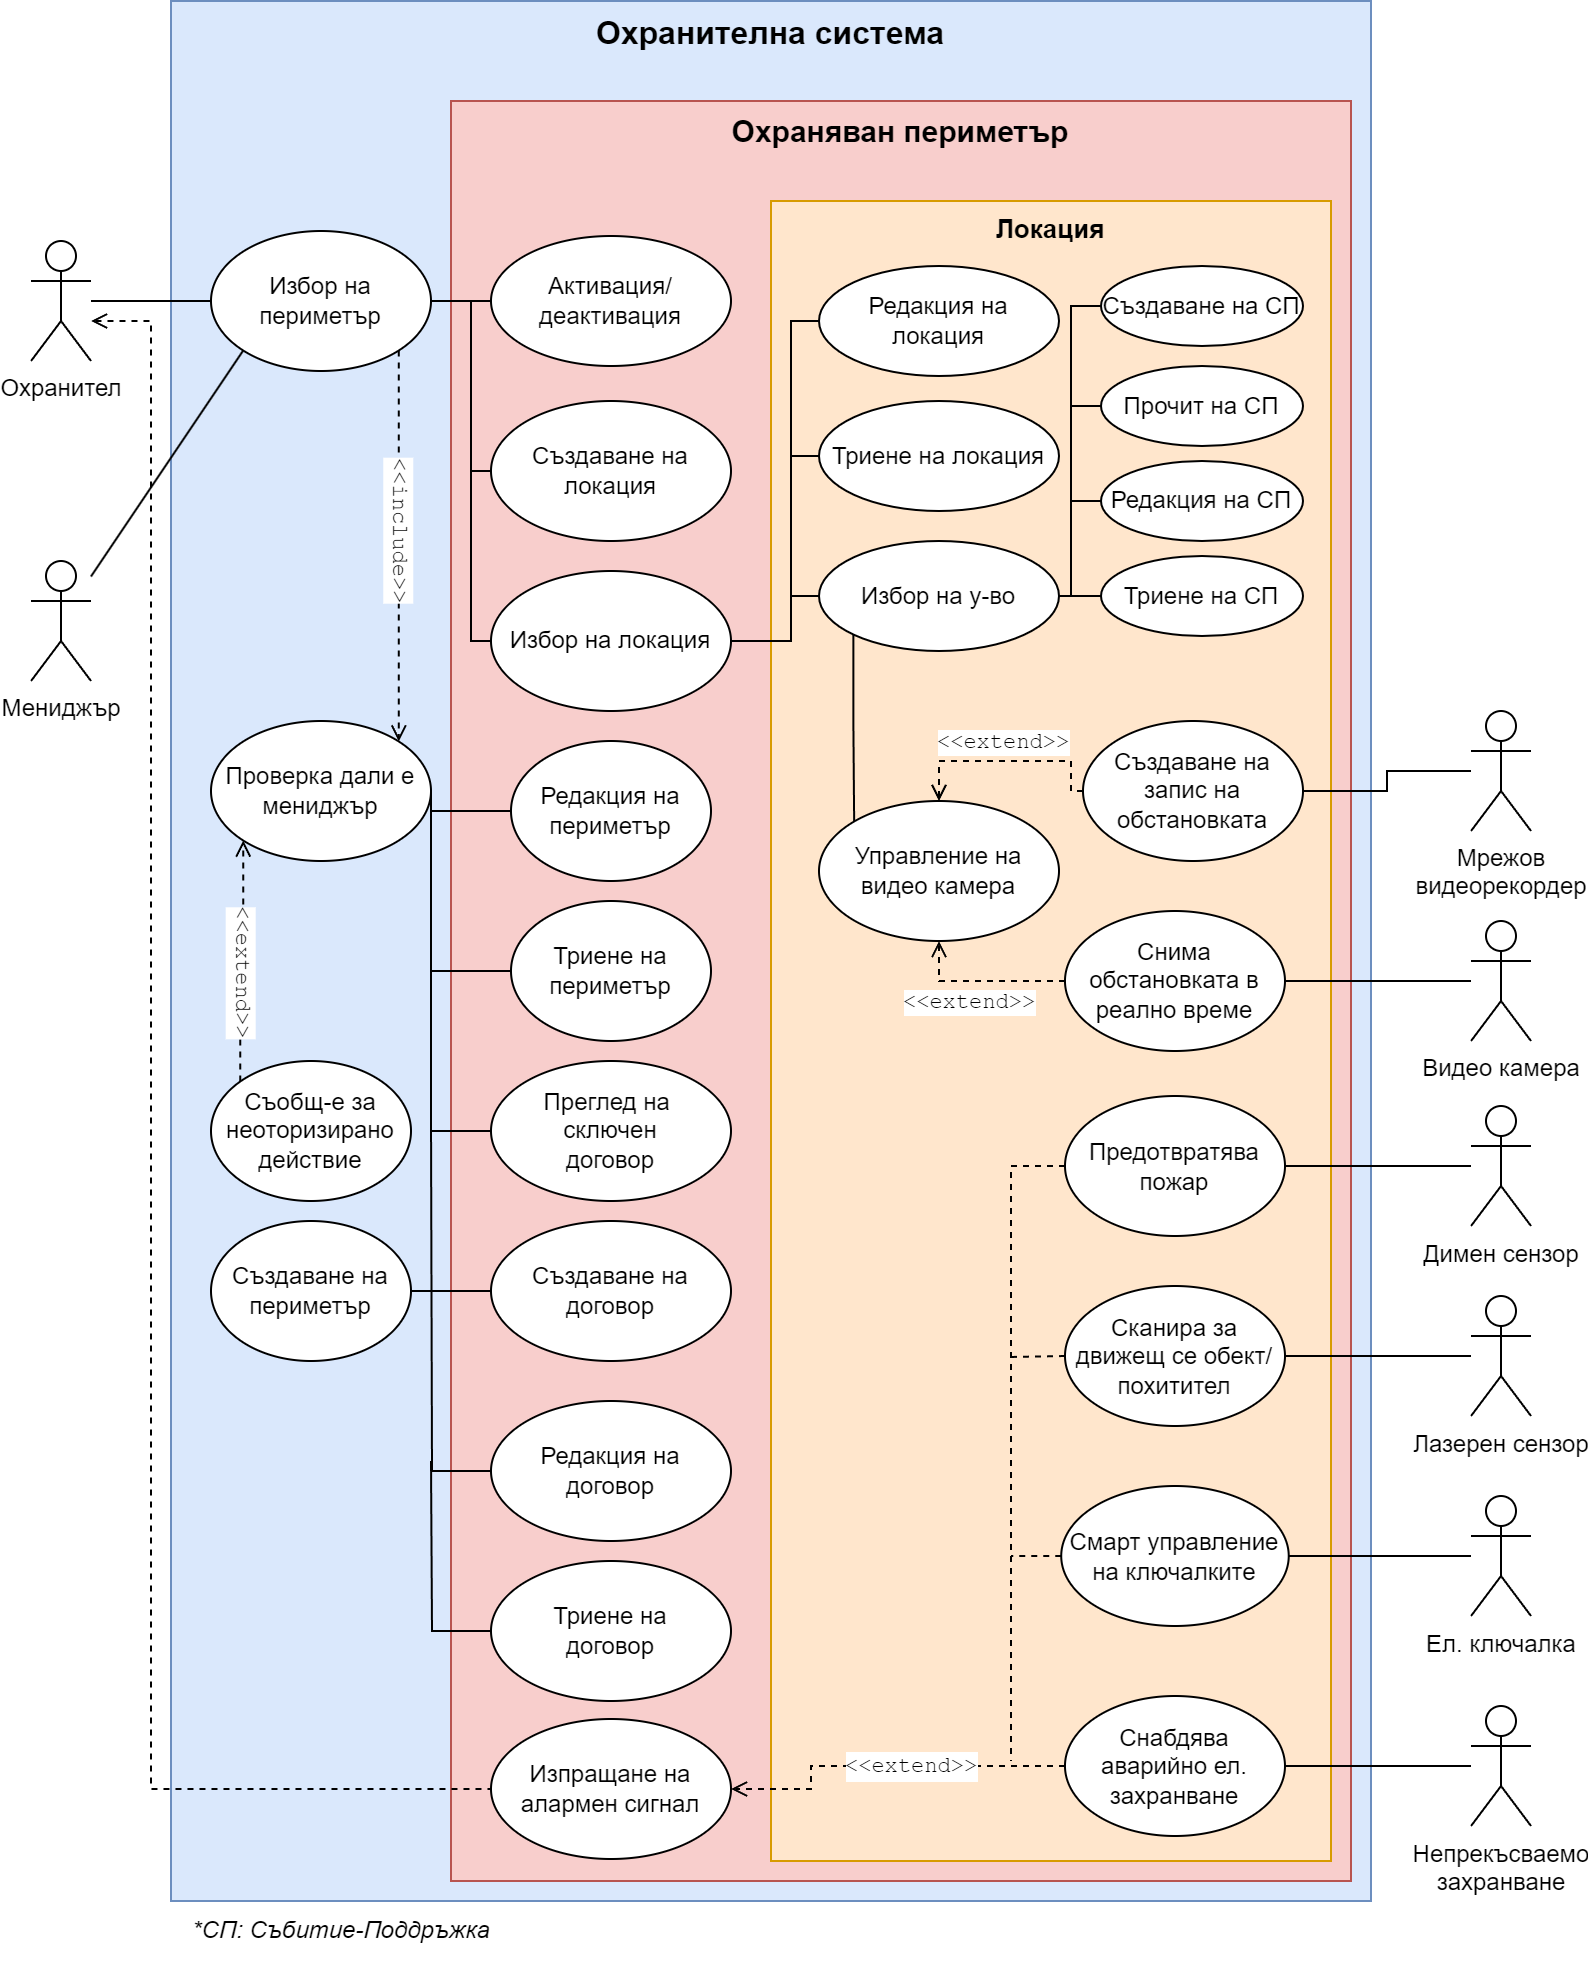 Охранителна система
Охраняван периметър
Локация
Охранител
Мениджър
Избор на
периметър
<<include>>
Проверка дали е
мениджър
<<extend>>
Съобщ-е за
неоторизирано
действие
Създаване на
периметър
Активация/
деактивация
Създаване на
локация
Избор на локация
Редакция на
периметър
Триене на
периметър
Преглед на
сключен
договор
Създаване на
договор
Редакция на
договор
Триене на
договор
Изпращане на
алармен сигнал
Редакция на
локация
Триене на локация
Избор на у-во
Създаване на СП
Прочит на СП
Редакция на СП
Триене на СП
<<extend>>
Създаване на
запис на
обстановката
Управление на
видео камера
<<extend>>
Снима
обстановката в
реално време
Предотвратява
пожар
Сканира за
движещ се обект/
похитител
Смарт управление
на ключалките
<<extend>>
Снабдява
аварийно ел.
захранване
Мрежов
видеорекордер
Видео камера
Димен сензор
Лазерен сензор
Ел. ключалка
Непрекъсваемо
захранване
*СП: Събитие-Поддръжка